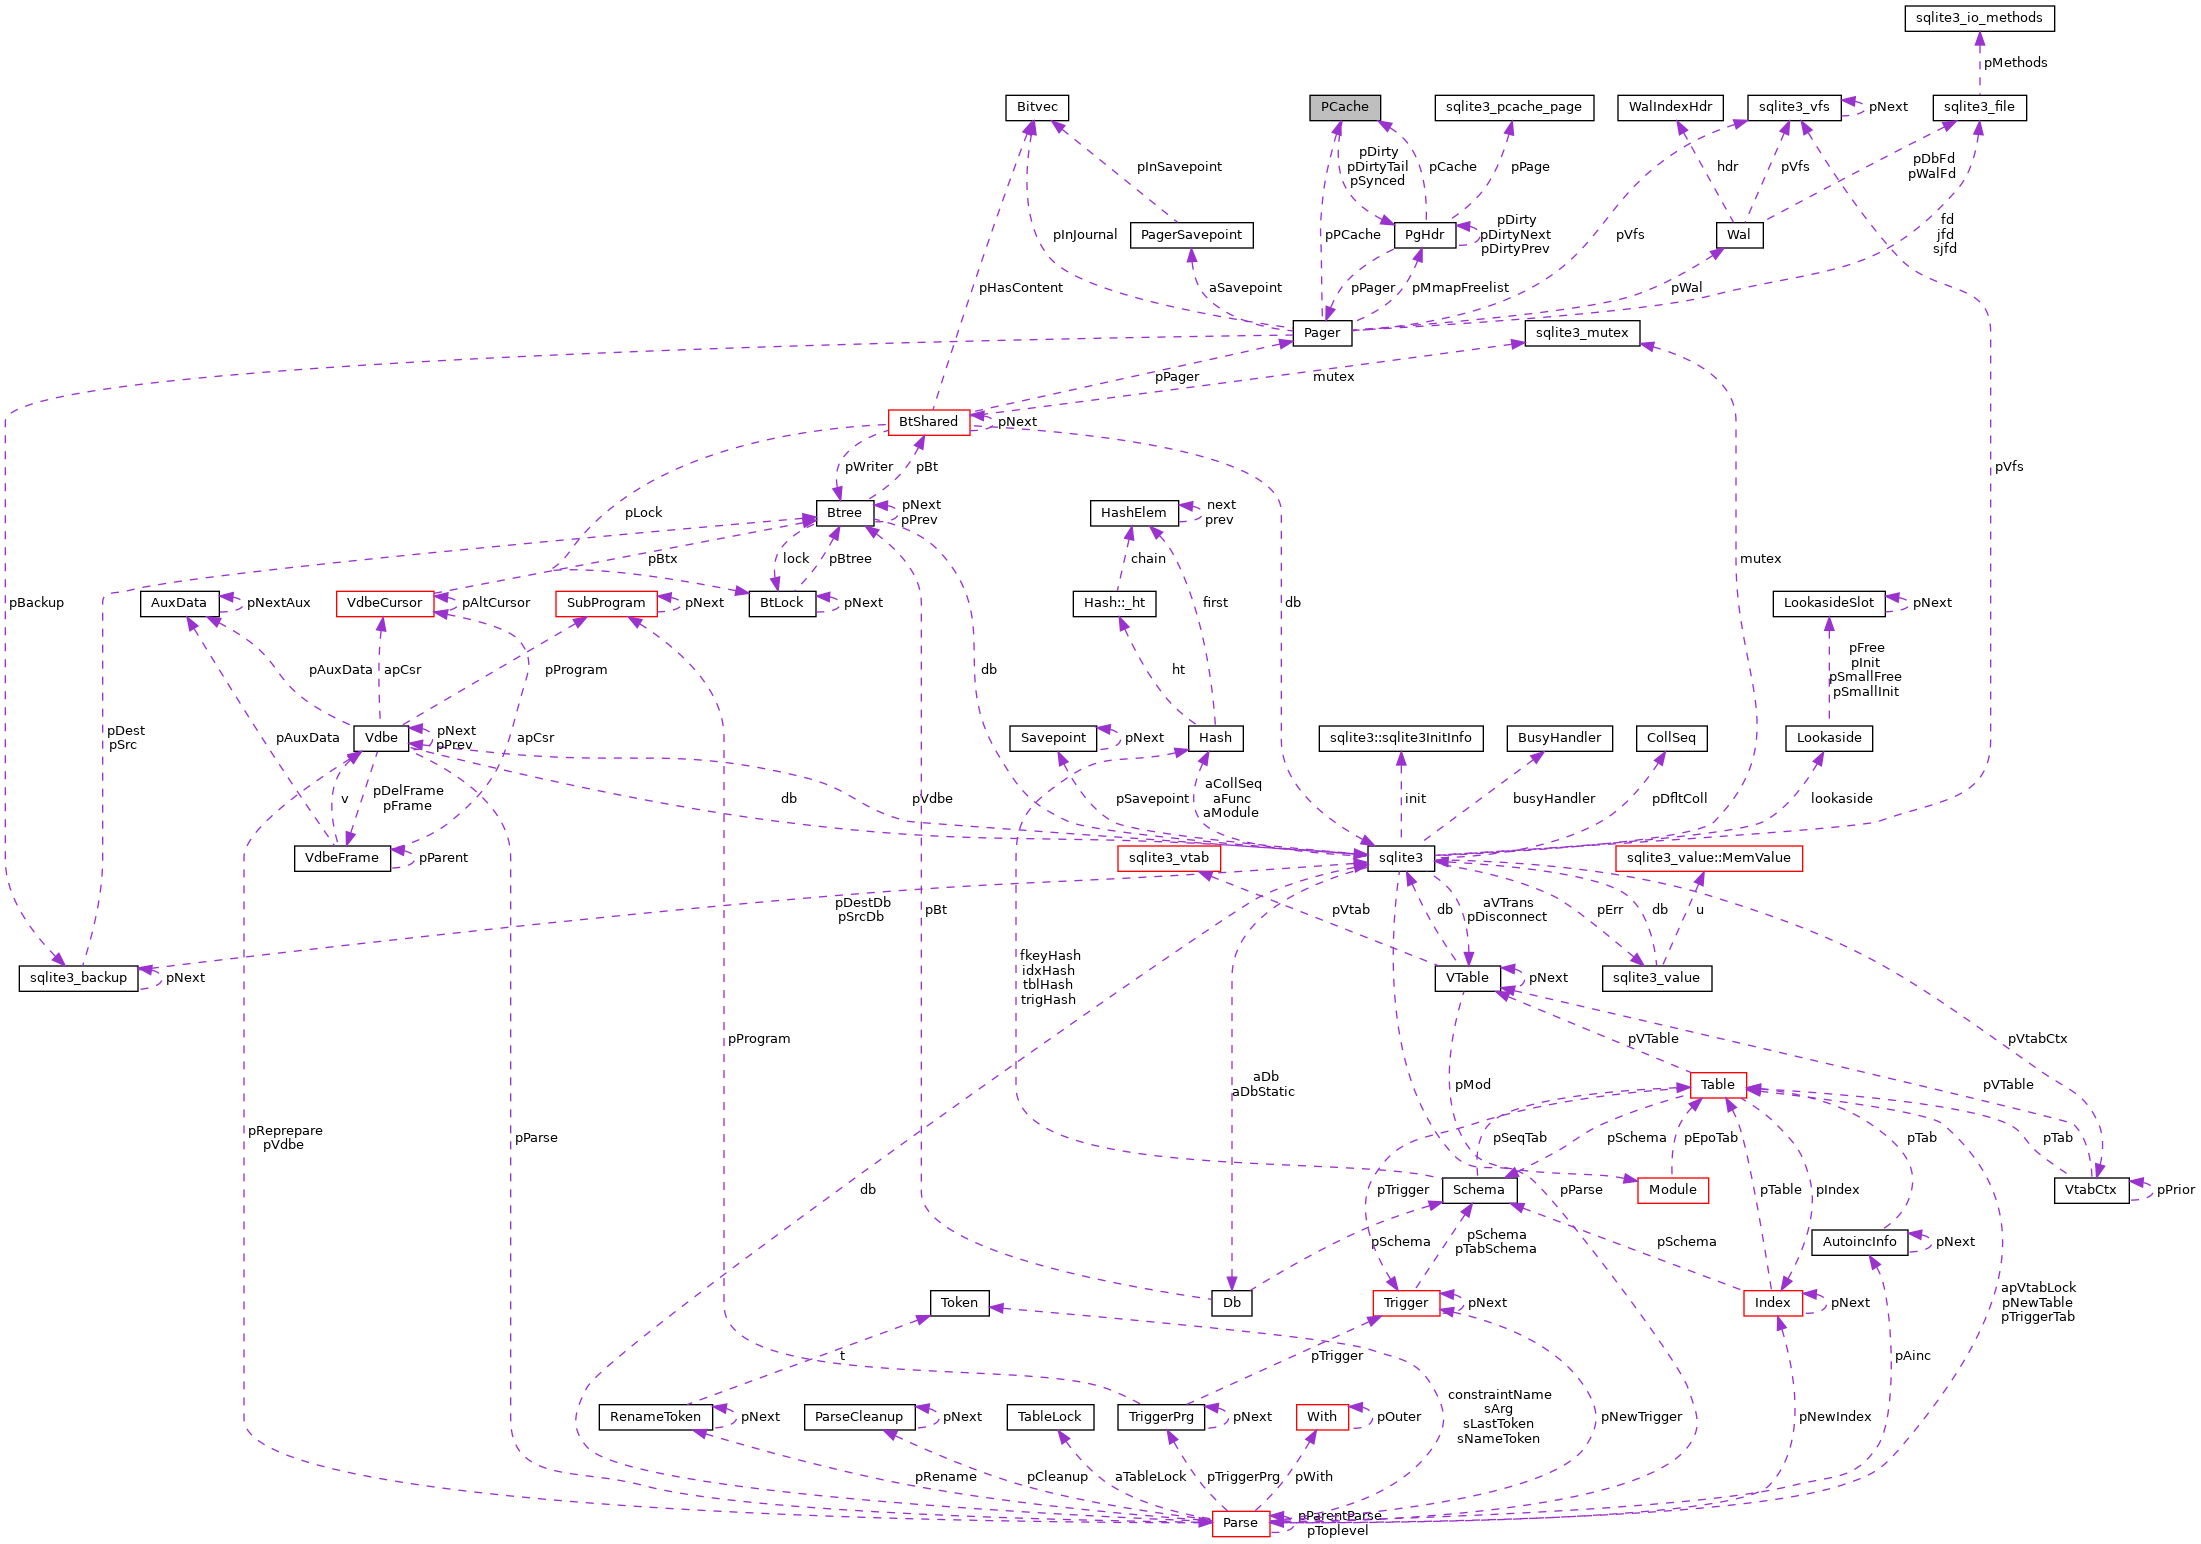 sqlite3_io_methods
pMethods
Bitvec
PCache
sqlite3_pcache_page
WalIndexHdr
sqlite3_vfs
pNext
sqlite3_file
pInSavepoint
pDirty
pDirtyTail
pSynced
pCache
pPage
hdr
pVfs
pDbFd
pWalFd
pInJournal
PagerSavepoint
pPCache
PgHdr
pDirty
pDirtyNext
pDirtyPrev
pVfs
Wal
fd
jfd
sjfd
pHasContent
aSavepoint
pPager
pMmapFreelist
pWal
Pager
sqlite3_mutex
pPager
mutex
BtShared
pNext
pWriter
pBt
pVfs
pLock
Btree
pNext
pPrev
HashElem
next
prev
pBtx
lock
pBtree
chain
mutex
pBackup
AuxData
pNextAux
VdbeCursor
pAltCursor
SubProgram
pNext
BtLock
pNext
Hash::_ht
first
db
LookasideSlot
pNext
pAuxData
apCsr
pProgram
db
ht
pFree
pInit
pSmallFree
pSmallInit
pDest
pSrc
pAuxData
Vdbe
pNext
pPrev
apCsr
Savepoint
pNext
Hash
sqlite3::sqlite3InitInfo
BusyHandler
CollSeq
Lookaside
v
pDelFrame
pFrame
db
pVdbe
pSavepoint
aCollSeq
aFunc
aModule
init
busyHandler
pDfltColl
lookaside
VdbeFrame
pParent
sqlite3_vtab
sqlite3
sqlite3_value::MemValue
pDestDb
pSrcDb
pBt
pVtab
db
aVTrans
pDisconnect
pErr
db
u
sqlite3_backup
pNext
fkeyHash
idxHash
tblHash
trigHash
VTable
pNext
sqlite3_value
pProgram
pVTable
pVtabCtx
aDb
aDbStatic
pMod
Table
pVTable
pReprepare
pVdbe
pParse
pSeqTab
pSchema
pEpoTab
pTab
pTab
db
pTrigger
Schema
pParse
Module
pTable
pIndex
VtabCtx
pPrior
pSchema
pSchema
pTabSchema
pSchema
AutoincInfo
pNext
Token
Db
Trigger
pNext
Index
pNext
apVtabLock
pNewTable
pTriggerTab
t
pTrigger
pAinc
RenameToken
pNext
ParseCleanup
pNext
TableLock
TriggerPrg
pNext
With
pOuter
constraintName
sArg
sLastToken
sNameToken
pNewTrigger
pNewIndex
pRename
pCleanup
aTableLock
pTriggerPrg
pWith
Parse
pParentParse
pToplevel